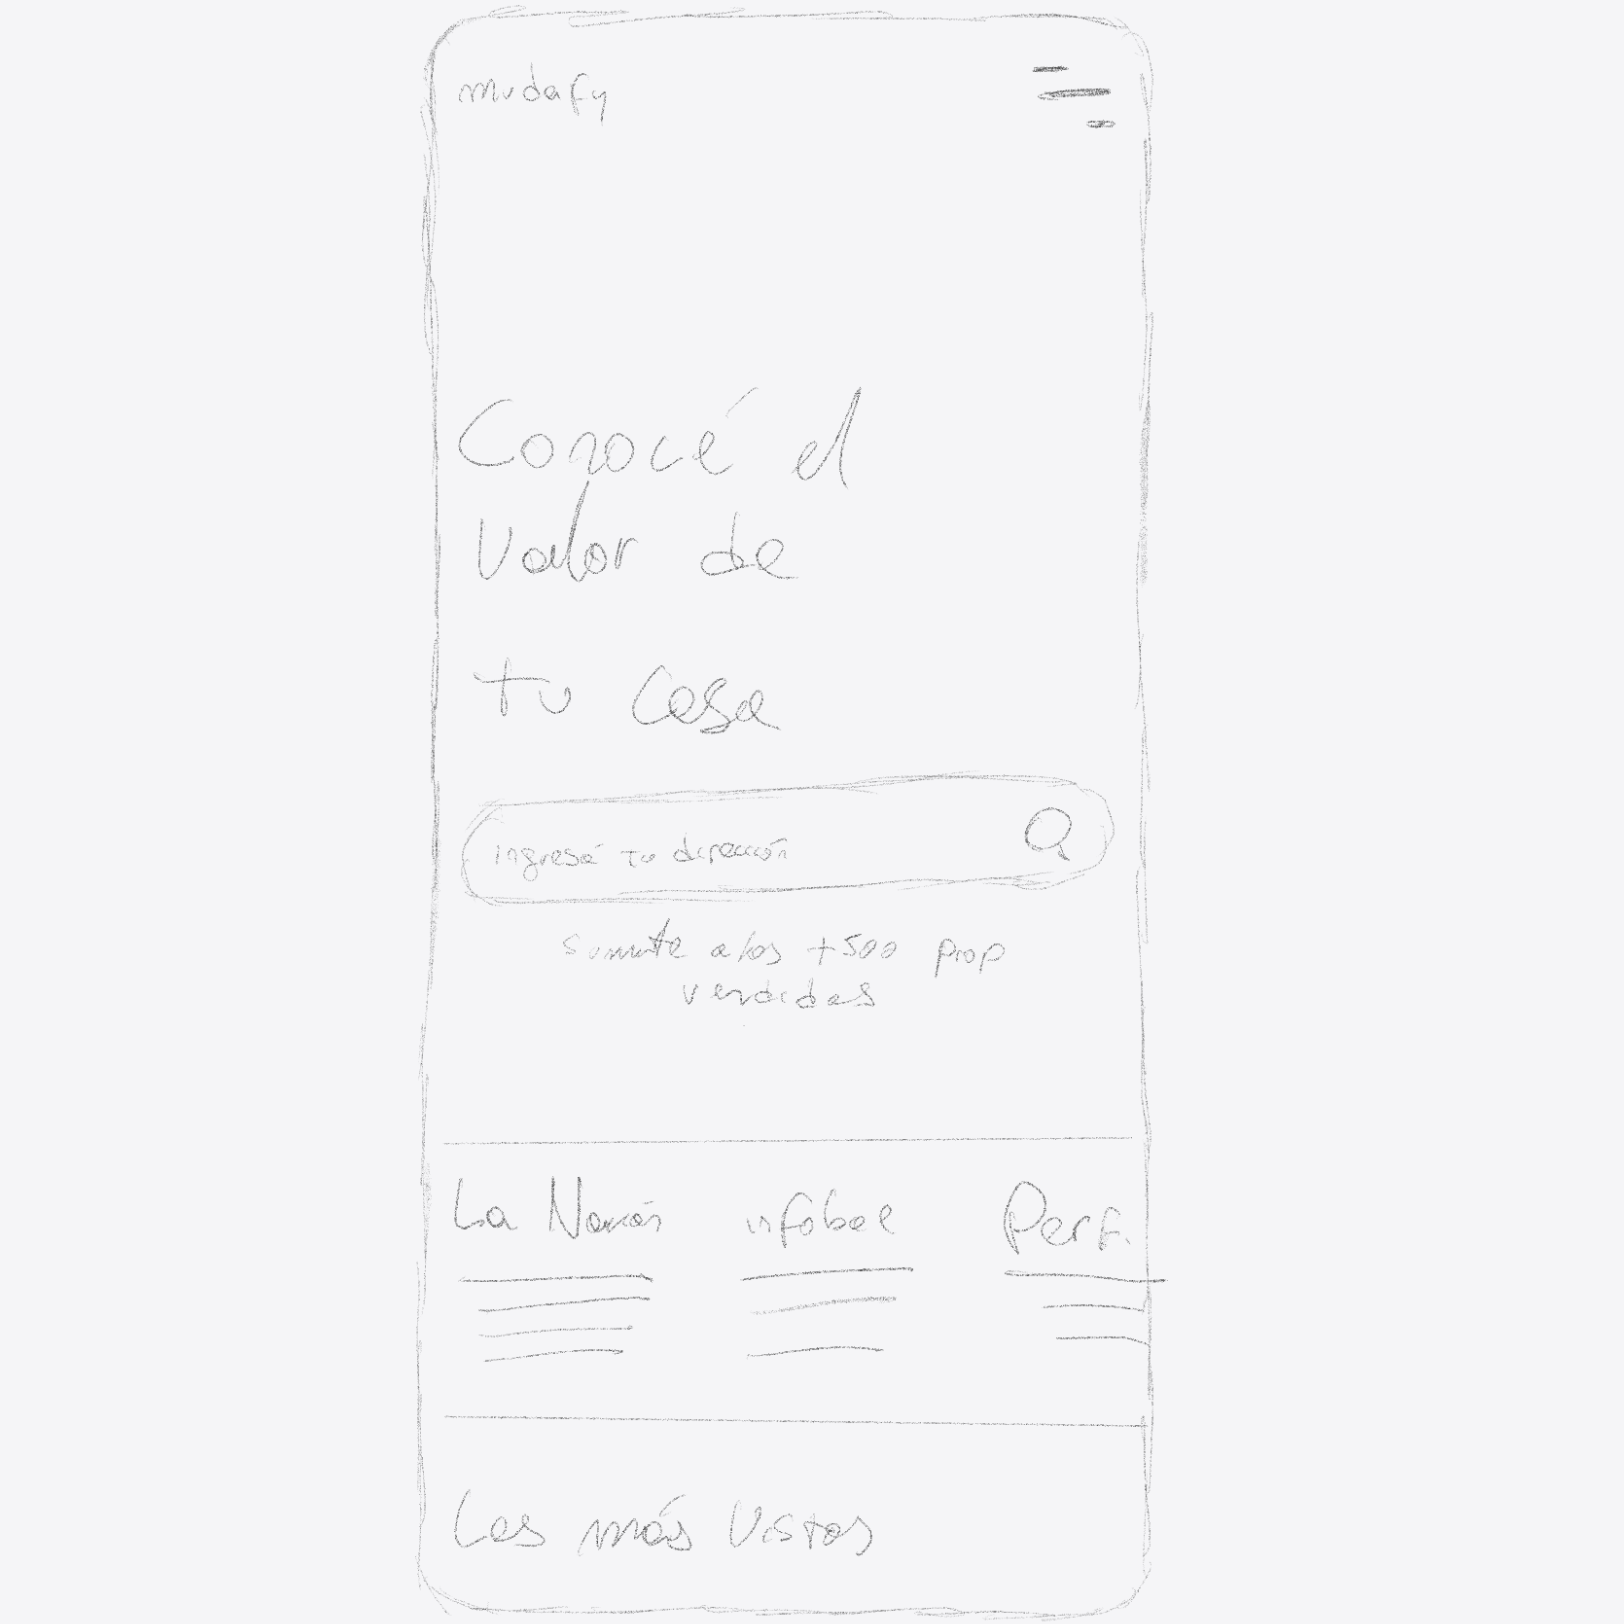 mudafy
Conocé el
valor de
tu casa
ingresá tu dirección
sumate a las +500 prop
vendidas
La Nación
infobae
Perf.
Las más vistas